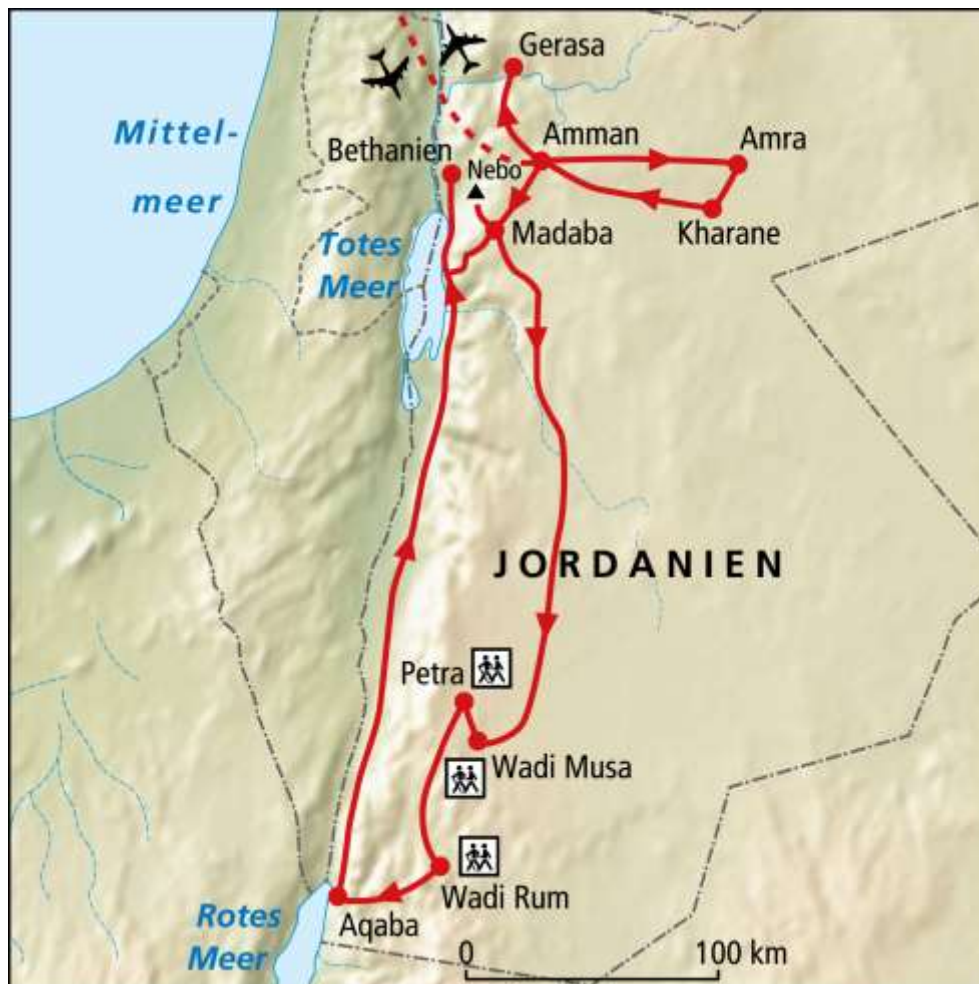 Gerasa
Mittel-
meer
Bethanien
Nebo
Amman
Amra
Totes
Meer
Madaba
Kharane
JORDANIEN
Petra
Wadi Musa
Wadi Rum
Aqaba
Rotes
Meer
0 100 km